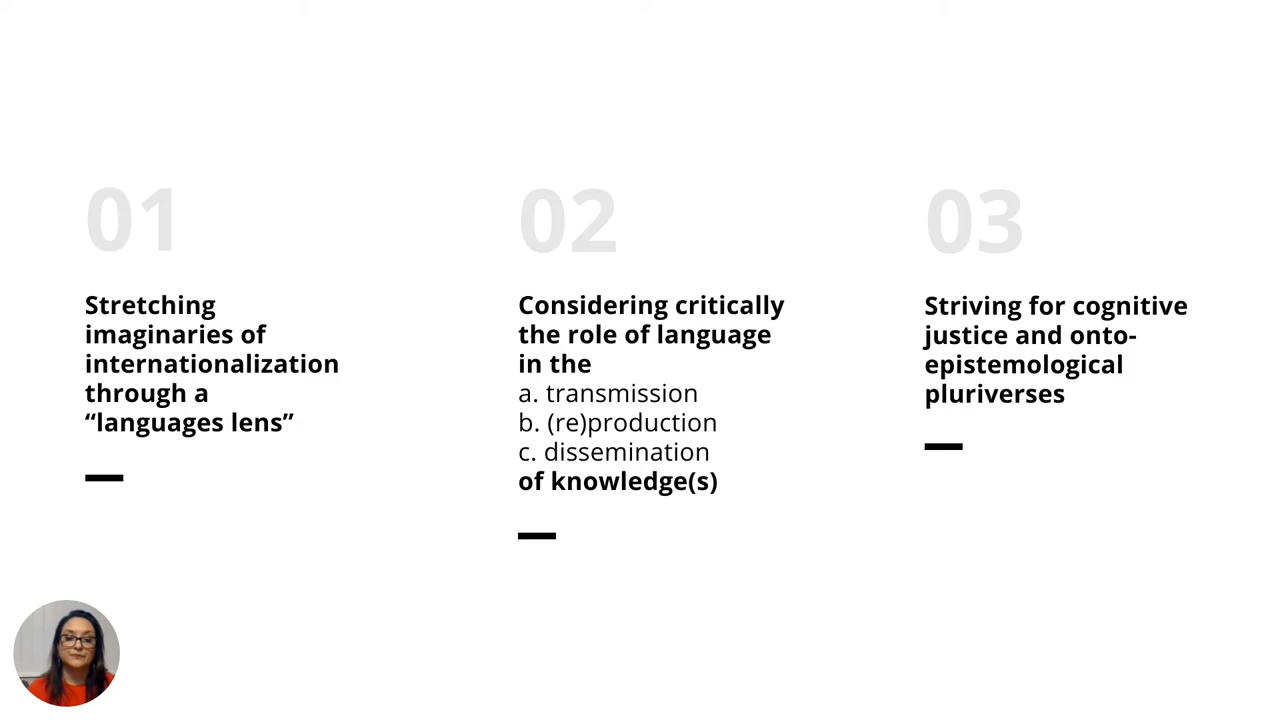 01
Stretching
imaginaries of
internationalization
through a
“languages lens”
02
Considering critically
the role of language
in the
a. transmission
b. (re)production
c. dissemination
of knowledge(s)
03
Striving for cognitive
justice and onto-
epistemological
pluriverses